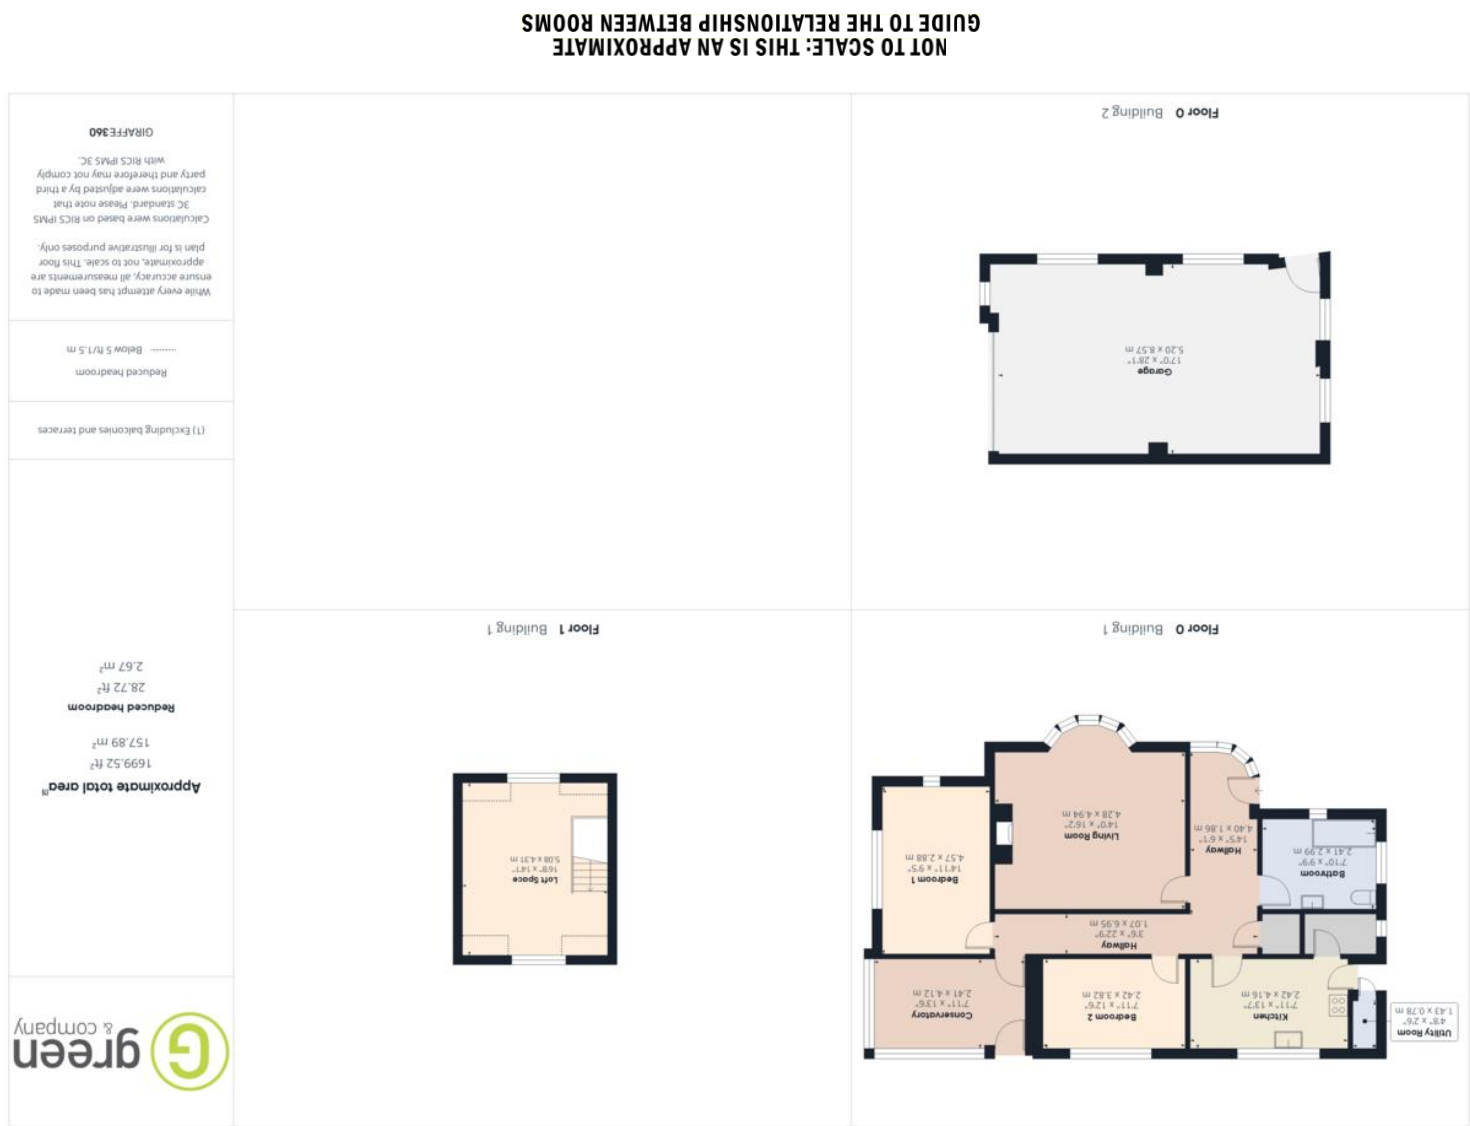 green
& company
G
Approximate total area(1)
1699.52 ft²
157.89 m²
Reduced headroom
28.72 ft²
2.67 m²
(1) Excluding balconies and terraces
Reduced headroom
Below 5 ft/1.5 m
While every attempt has been made to
ensure accuracy, all measurements are
approximate, not to scale. This floor
plan is for illustrative purposes only.
Calculations were based on RICS IPMS
3C standard. Please note that
calculations were adjusted by a third
party and therefore may not comply
with RICS IPMS 3C.
GIRAFFE360
Utility Room
4'8" x 2'6"
1.43 x 0.78 m
Kitchen
7'11" x 13'7"
2.42 x 4.16 m
Bedroom 2
7'11" x 12'6"
2.42 x 3.82 m
Conservatory
7'11" x 13'6"
2.41 x 4.12 m
Hallway
3'6" x 22'9"
1.07 x 6.95 m
Bathroom
7'10" x 9'9"
2.41 x 2.99 m
Hallway
14'5" x 6'1"
4.40 x 1.86 m
Living Room
14'0" x 16'2"
4.28 x 4.94 m
Bedroom 1
14'11" x 9'5"
4.57 x 2.88 m
Floor 0 Building 1
Loft Space
16'8" x 14'1"
5.08 x 4.31 m
Floor 1 Building 1
Garage
17'0" x 28'1"
5.20 x 8.57 m
Floor 0 Building 2
NOT TO SCALE: THIS IS AN APPROXIMATE
GUIDE TO THE RELATIONSHIP BETWEEN ROOMS